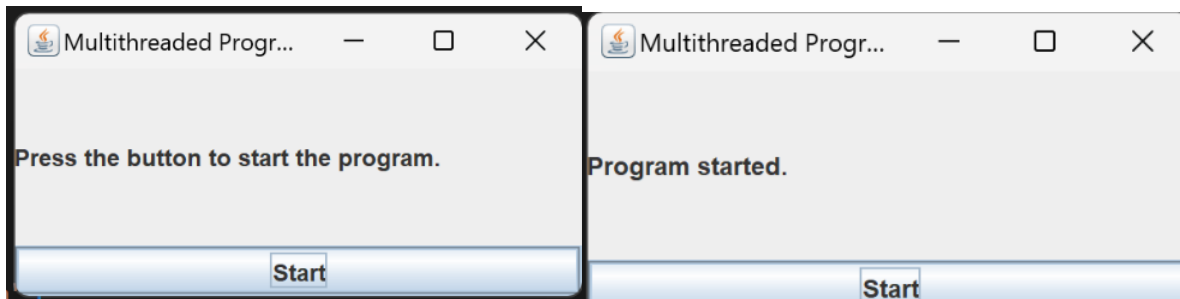 Multithreaded Progr...
Press the button to start the program.
Start
Multithreaded Progr...
Program started.
Start